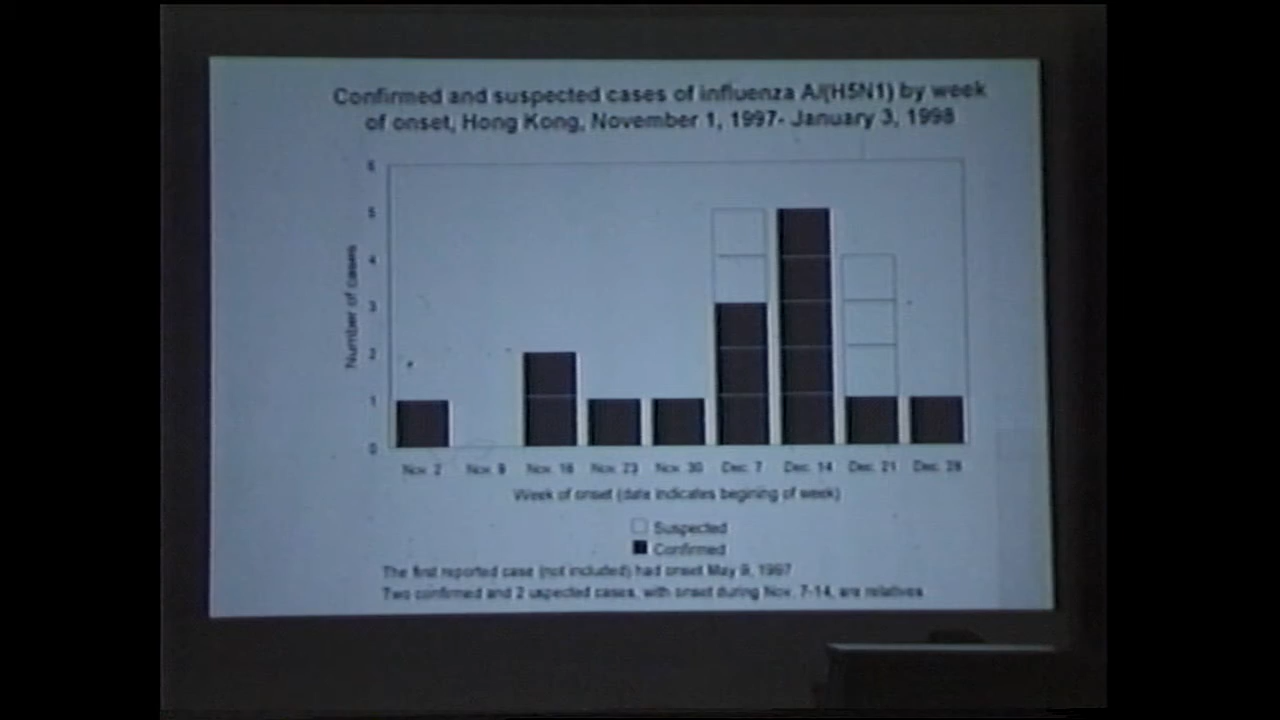 Confirmed and suspected cases of influenza A/(H5N1) by week
of onset, Hong Kong, November 1, 1997- January 3, 1998
6
5
4
3
2
1
0
Number of cases
Nov. 2 Nov. 9 Nov. 16 Nov. 23 Nov. 30 Dec. 7 Dec. 14 Dec. 21 Dec. 28
Week of onset (date indicates begining of week)
Suspected
Confirmed
The first reported case (not included) had onset May 9, 1997
Two confirmed and 2 uspected cases, with onset during Nov. 7-14, are relatives